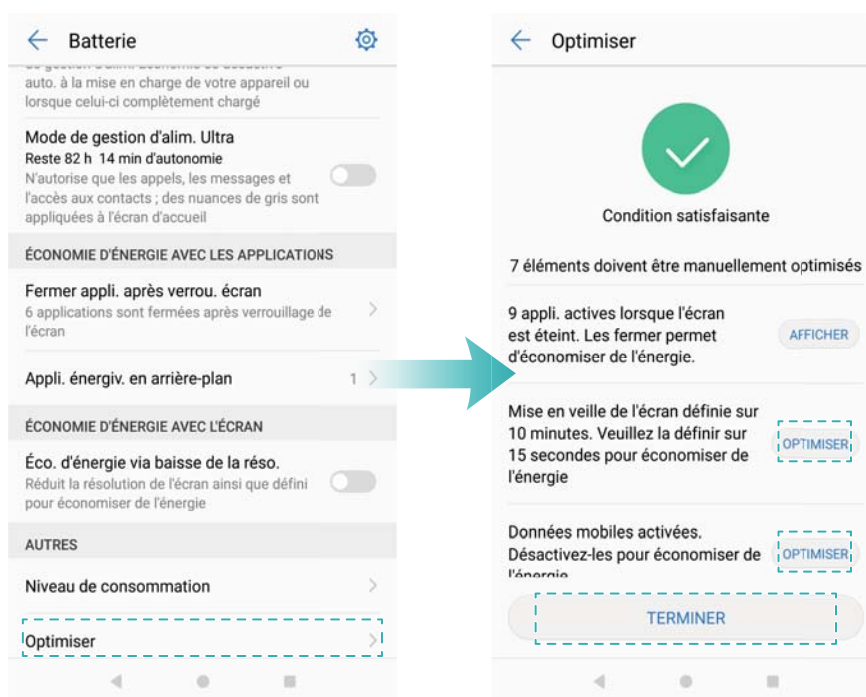 Batterie
auto. à la mise en charge de votre appareil ou
lorsque celui-ci complètement chargé
Mode de gestion d'alim. Ultra
Reste 82 h 14 min d'autonomie
N'autorise que les appels, les messages et
l'accès aux contacts ; des nuances de gris sont
appliquées à l'écran d'accueil
ÉCONOMIE D'ÉNERGIE AVEC LES APPLICATIONS
Fermer appli. après verrou. écran
6 applications sont fermées après verrouillage de
l'écran
Appli. énergiv. en arrière-plan 1
ÉCONOMIE D'ÉNERGIE AVEC L'ÉCRAN
Éco. d'énergie via baisse de la réso.
Réduit la résolution de l'écran ainsi que défini
pour économiser de l'énergie
AUTRES
Niveau de consommation
Optimiser
Optimiser
Condition satisfaisante
7 éléments doivent être manuellement optimisés
9 appli. actives lorsque l'écran
est éteint. Les fermer permet
d'économiser de l'énergie.
AFFICHER
Mise en veille de l'écran définie sur
10 minutes. Veuillez la définir sur
15 secondes pour économiser de
l'énergie
OPTIMISER
Données mobiles activées.
Désactivez-les pour économiser de
l'énergie
OPTIMISER
TERMINER